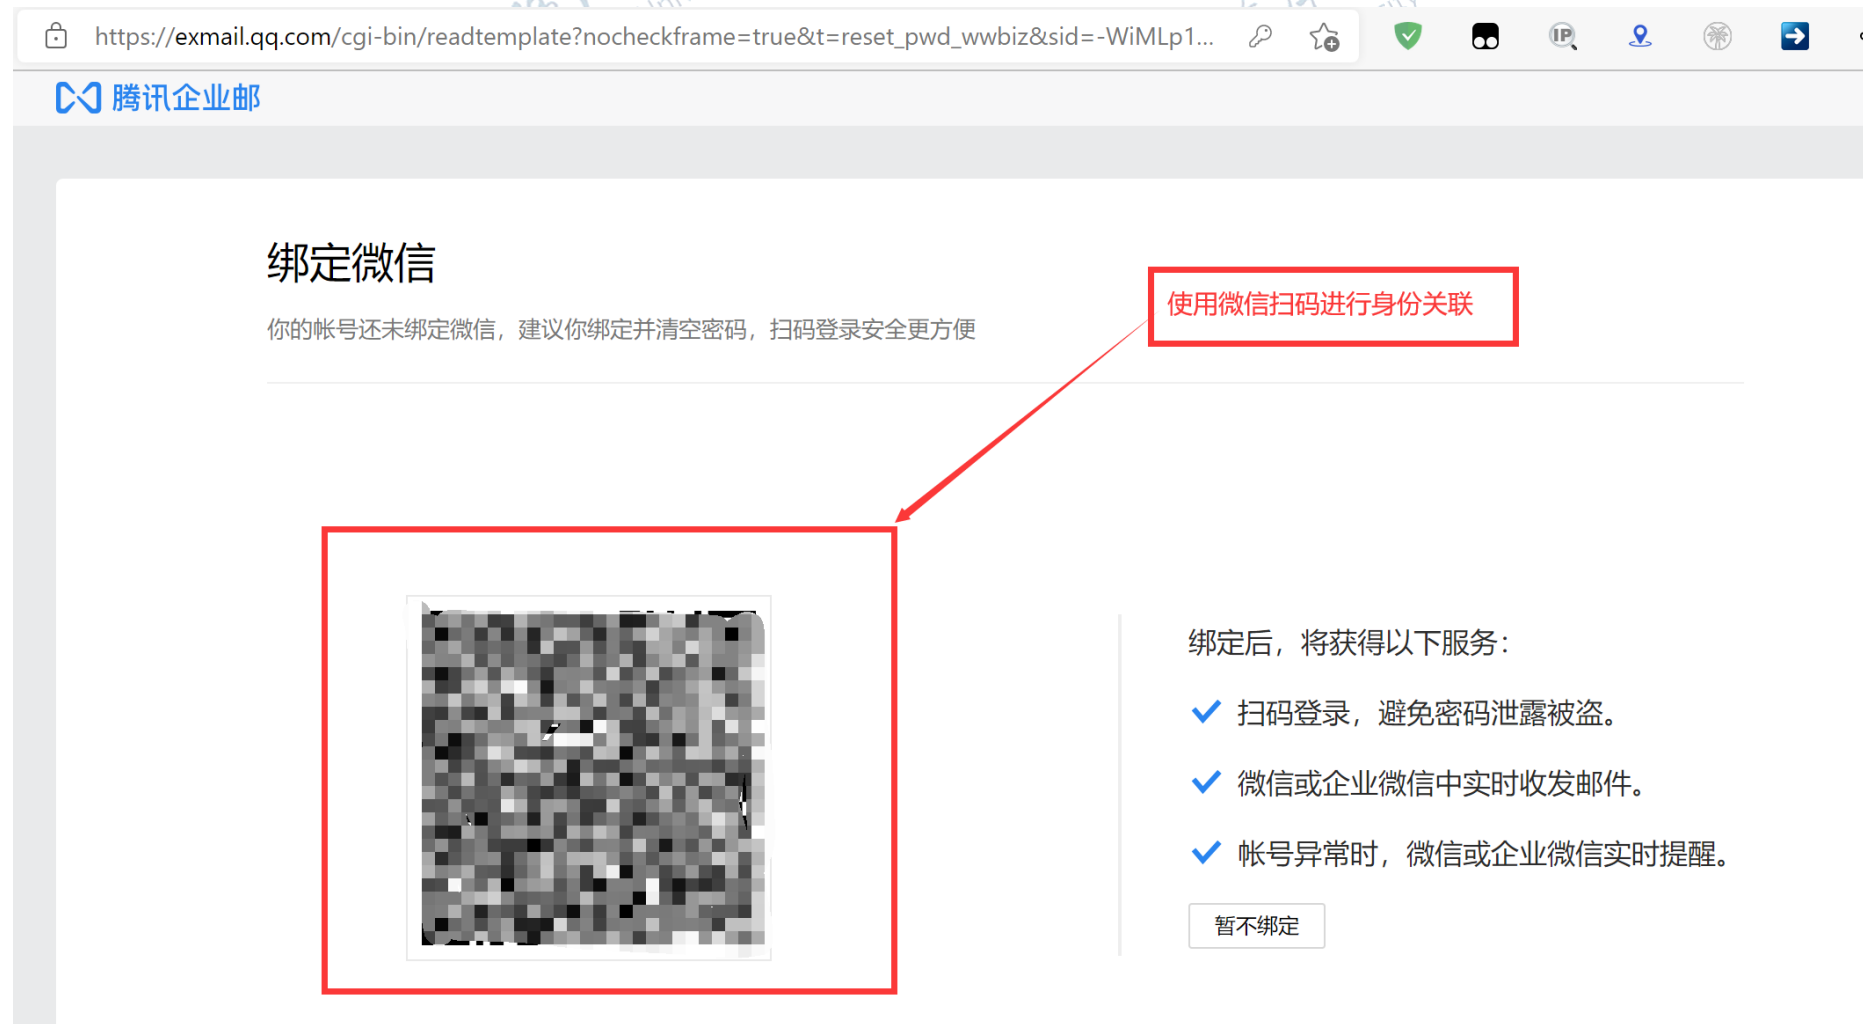 https://exmail.qq.com/cgi-bin/readtemplate?nocheckframe=true&t=reset_pwd_wwbiz&sid=-WiMLp1...
IP
腾讯企业邮
绑定微信
使用微信扫码进行身份关联
你的帐号还未绑定微信，建议你绑定并清空密码，扫码登录安全更方便
绑定后，将获得以下服务：
扫码登录，避免密码泄露被盗。
微信或企业微信中实时收发邮件。
帐号异常时，微信或企业微信实时提醒。
暂不绑定